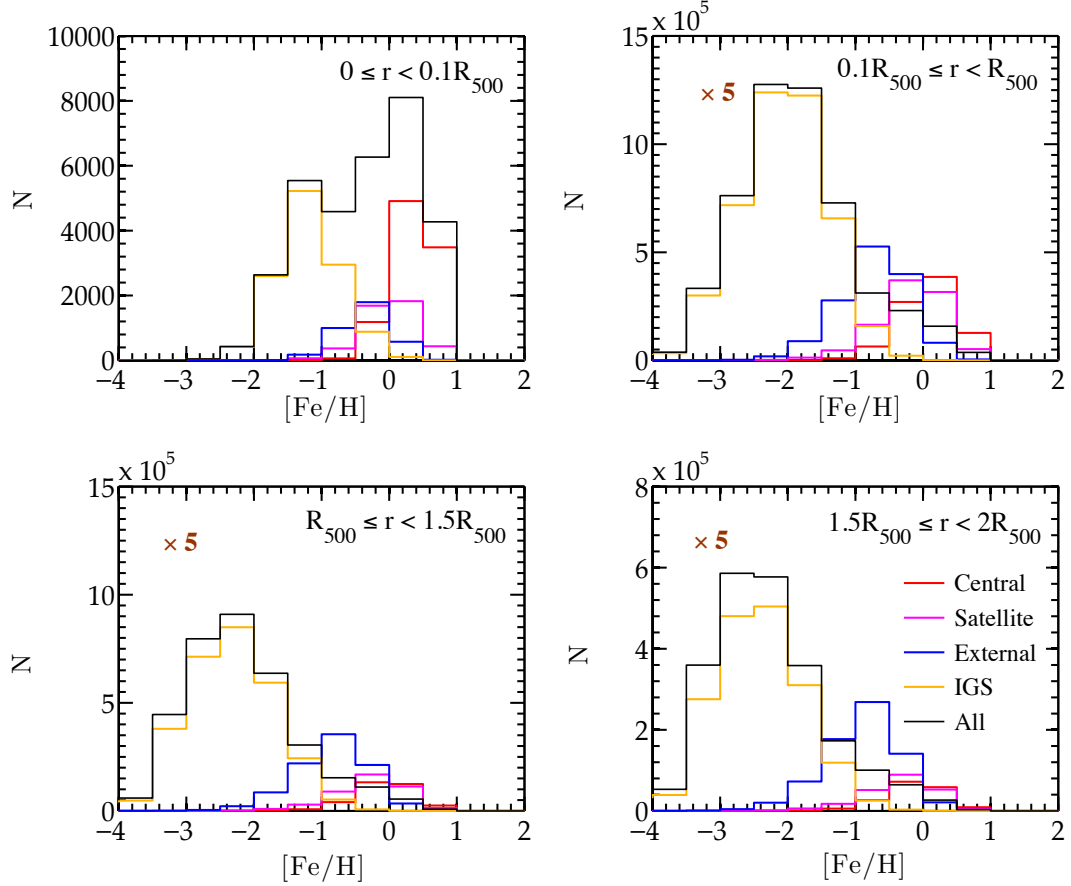 10000
8000
6000
4000
2000
0
N
0 ≤ r < 0.1R500
−4 −3 −2 −1 0 1 2
[Fe/H]
x 10^5
15
10
5
0
N
× 5
0.1R500 ≤ r < R500
−4 −3 −2 −1 0 1 2
[Fe/H]
x 10^5
15
10
5
0
N
× 5
R500 ≤ r < 1.5R500
−4 −3 −2 −1 0 1 2
[Fe/H]
x 10^5
8
6
4
2
0
N
× 5
1.5R500 ≤ r < 2R500
Central
Satellite
External
IGS
All
−4 −3 −2 −1 0 1 2
[Fe/H]